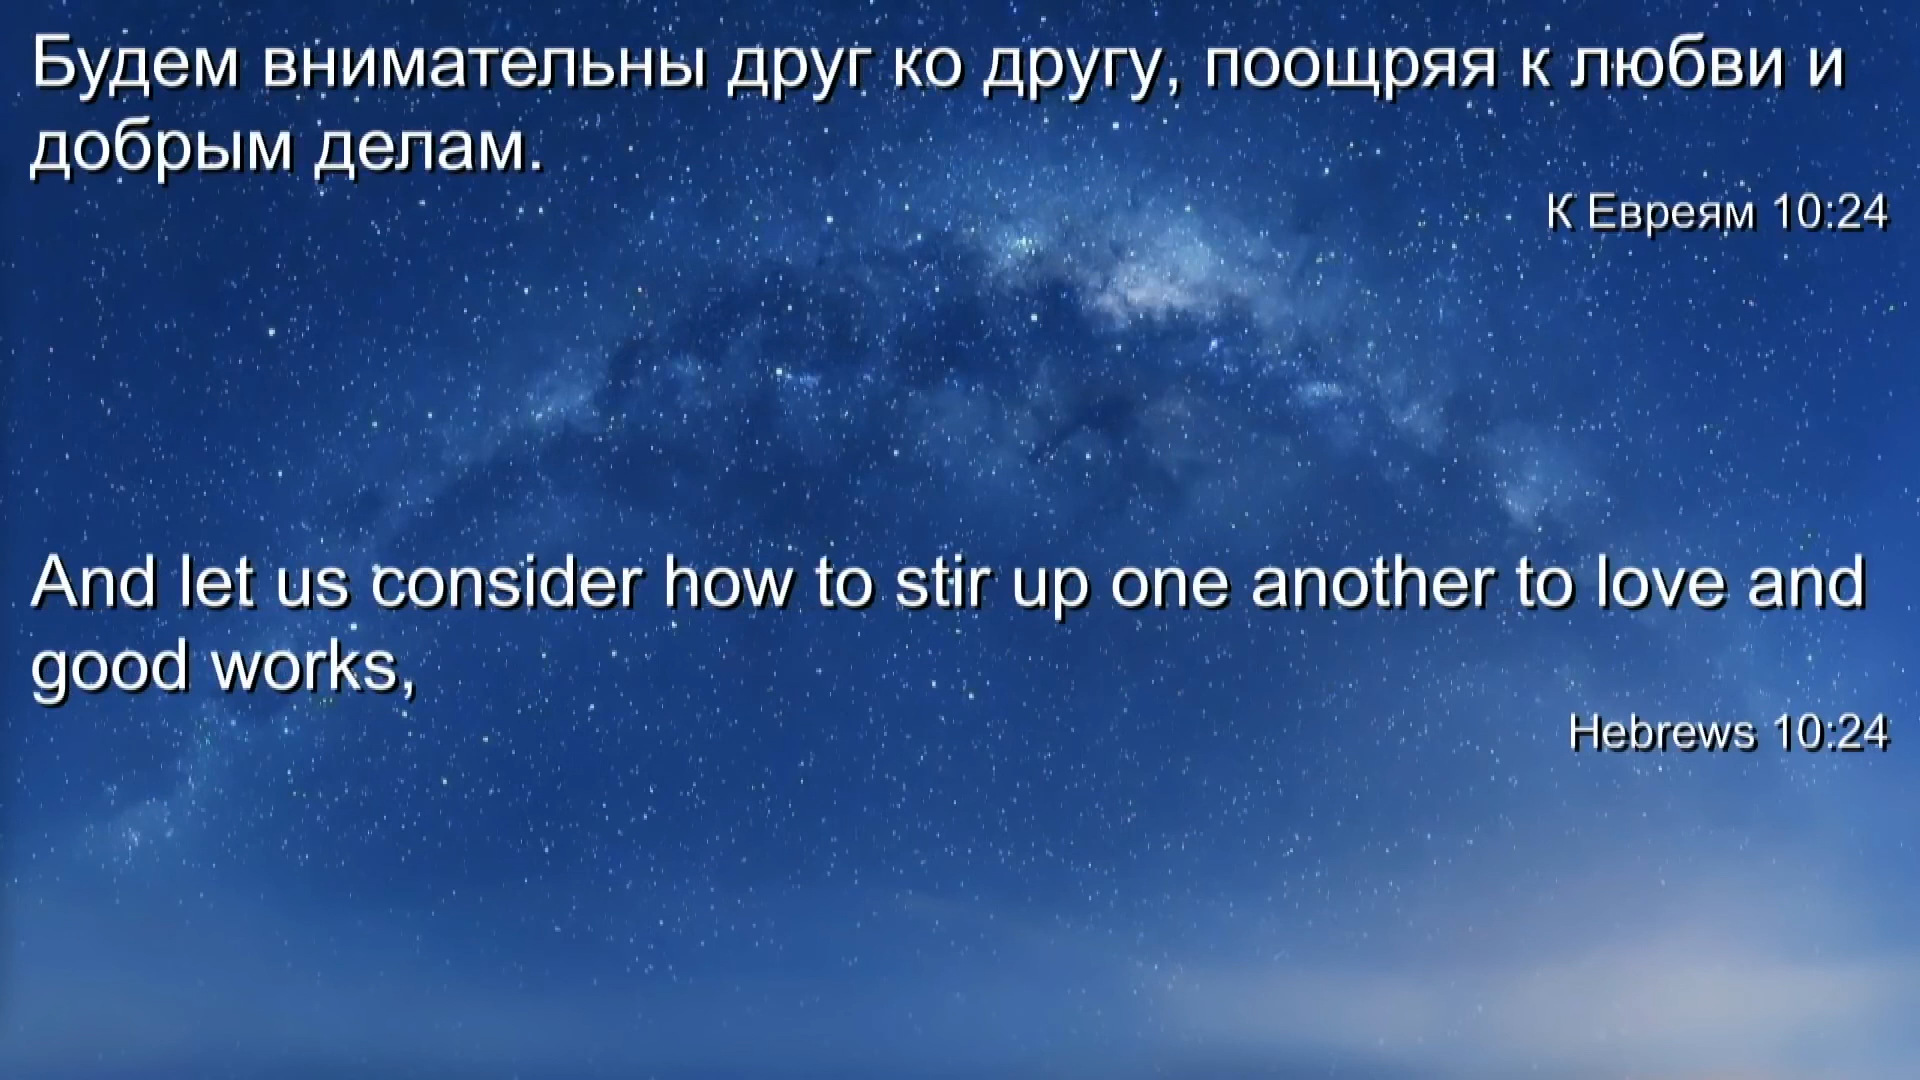 Будем внимательны друг ко другу, поощряя к любви и
добрым делам.
К Евреям 10:24
And let us consider how to stir up one another to love and
good works,
Hebrews 10:24